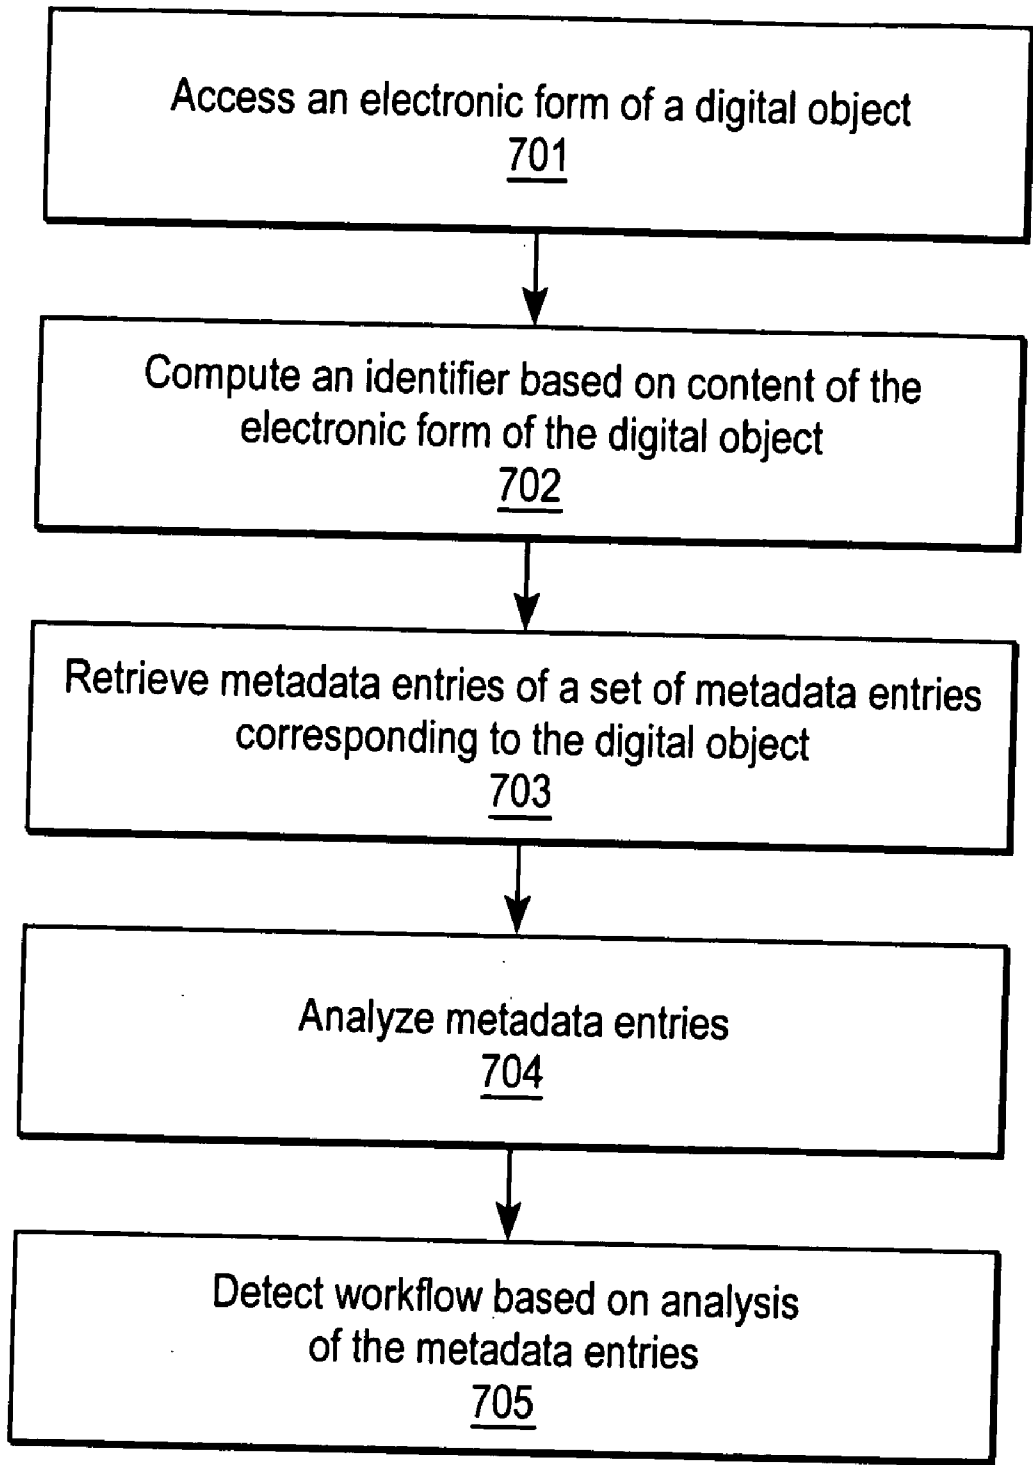 Access an electronic form of a digital object
701
Compute an identifier based on content of the
electronic form of the digital object
702
Retrieve metadata entries of a set of metadata entries
corresponding to the digital object
703
Analyze metadata entries
704
Detect workflow based on analysis
of the metadata entries
705